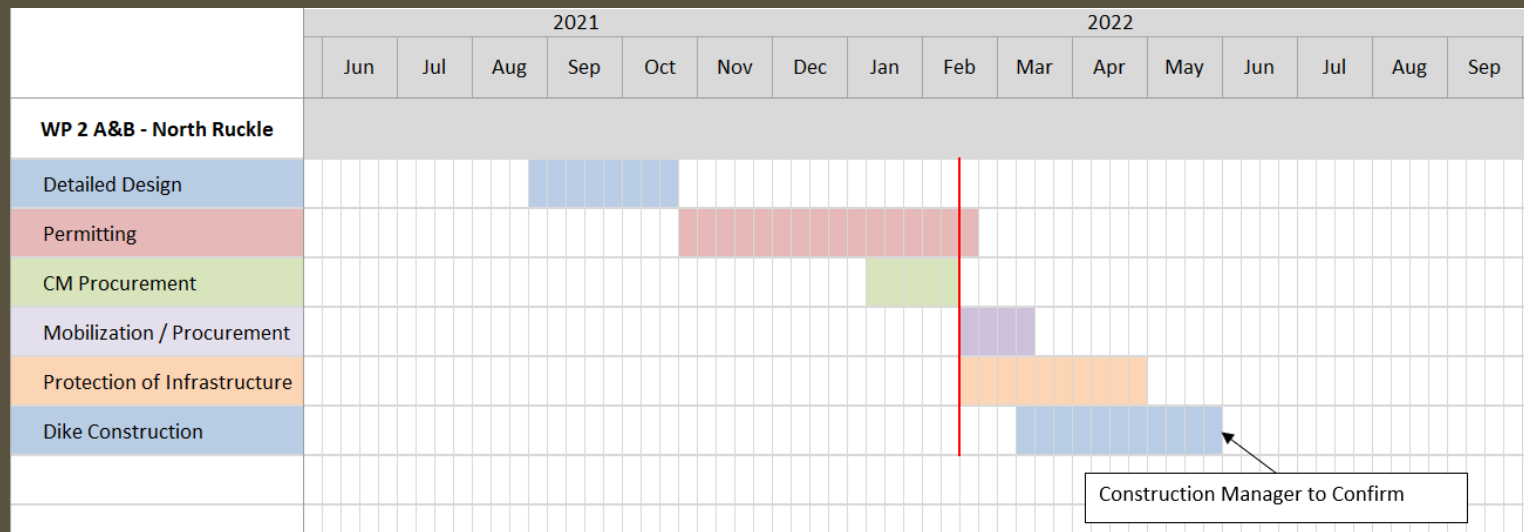 2021 2022
Jun Jul Aug Sep Oct Nov Dec Jan Feb Mar Apr May Jun Jul Aug Sep
WP 2 A&B - North Ruckle
Detailed Design
Permitting
CM Procurement
Mobilization / Procurement
Protection of Infrastructure
Dike Construction
Construction Manager to Confirm